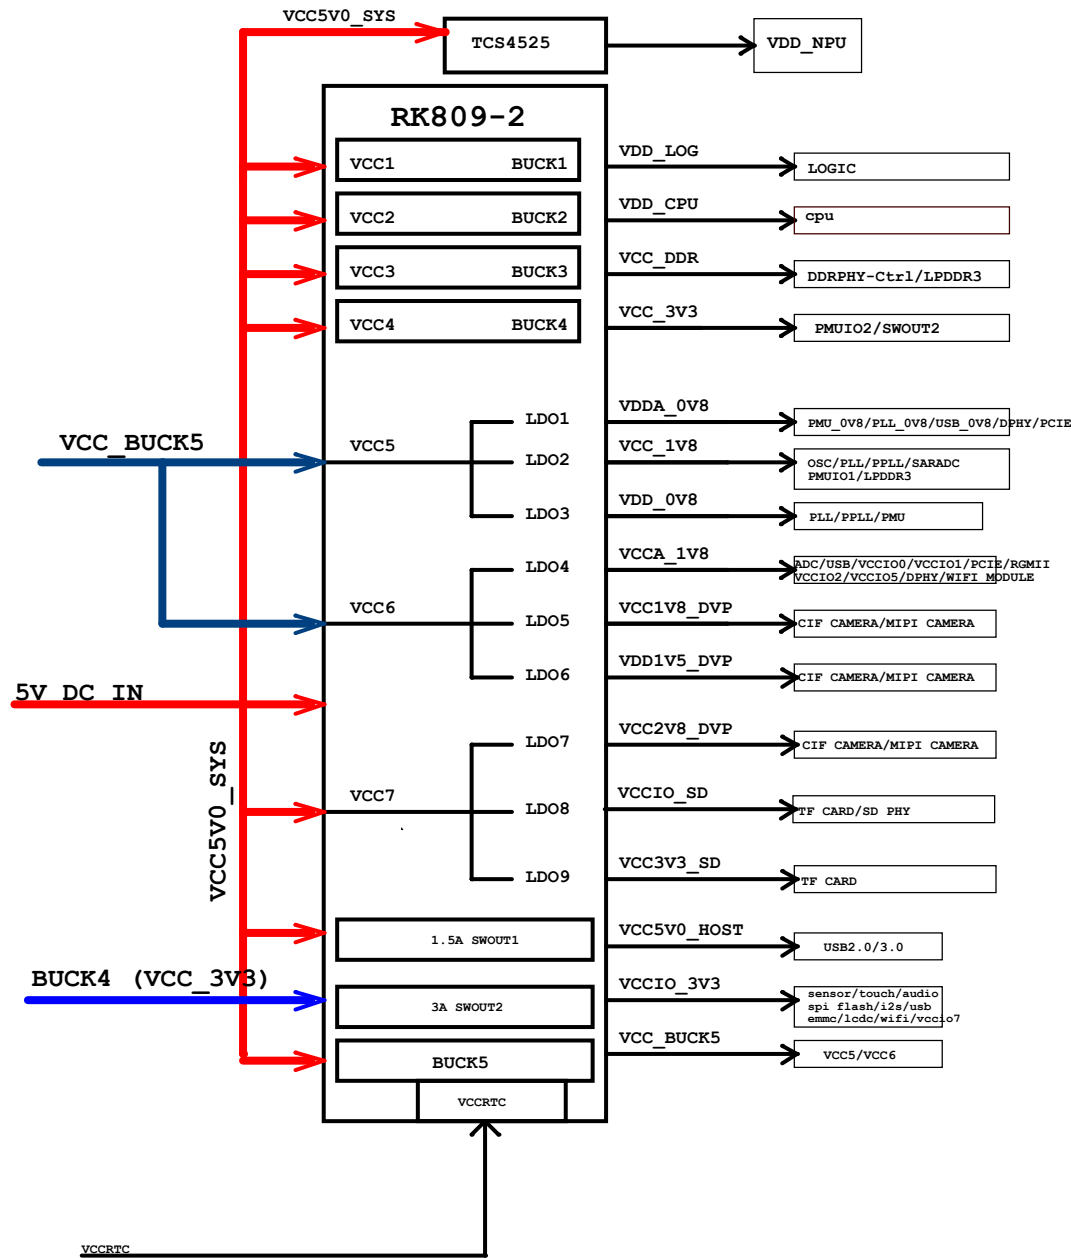 VCC5V0_SYS
TCS4525
VDD_NPU
RK809-2
VCC1 BUCK1
VDD_LOG
LOGIC
VCC2 BUCK2
VDD_CPU
cpu
VCC3 BUCK3
VCC_DDR
DDRPHY-Ctrl/LPDDR3
VCC4 BUCK4
VCC_3V3
PMUIO2/SWOUT2
LDO1
VDDA_0V8
PMU_0V8/PLL_0V8/USB_0V8/DPHY/PCIE
VCC_BUCK5
VCC5
LDO2
VCC_1V8
OSC/PLL/PPLL/SARADC
PMUIO1/LPDDR3
LDO3
VDD_0V8
PLL/PPLL/PMU
LDO4
VCCA_1V8
ADC/USB/VCCIO0/VCCIO1/PCIE/RGMII
VCCIO2/VCCIO5/DPHY/WIFI MODULE
VCC6
LDO5
VCC1V8_DVP
CIF CAMERA/MIPI CAMERA
LDO6
VDD1V5_DVP
CIF CAMERA/MIPI CAMERA
5V DC IN
LDO7
VCC2V8_DVP
CIF CAMERA/MIPI CAMERA
VCC5V0_SYS
VCC7
LDO8
VCCIO_SD
TF CARD/SD PHY
LDO9
VCC3V3_SD
TF CARD
1.5A SWOUT1
VCC5V0_HOST
USB2.0/3.0
BUCK4 (VCC_3V3)
3A SWOUT2
VCCIO_3V3
sensor/touch/audio
spi flash/i2s/usb
emmc/lcdc/wifi/vccio7
BUCK5
VCC_BUCK5
VCC5/VCC6
VCCRTC
VCCRTC